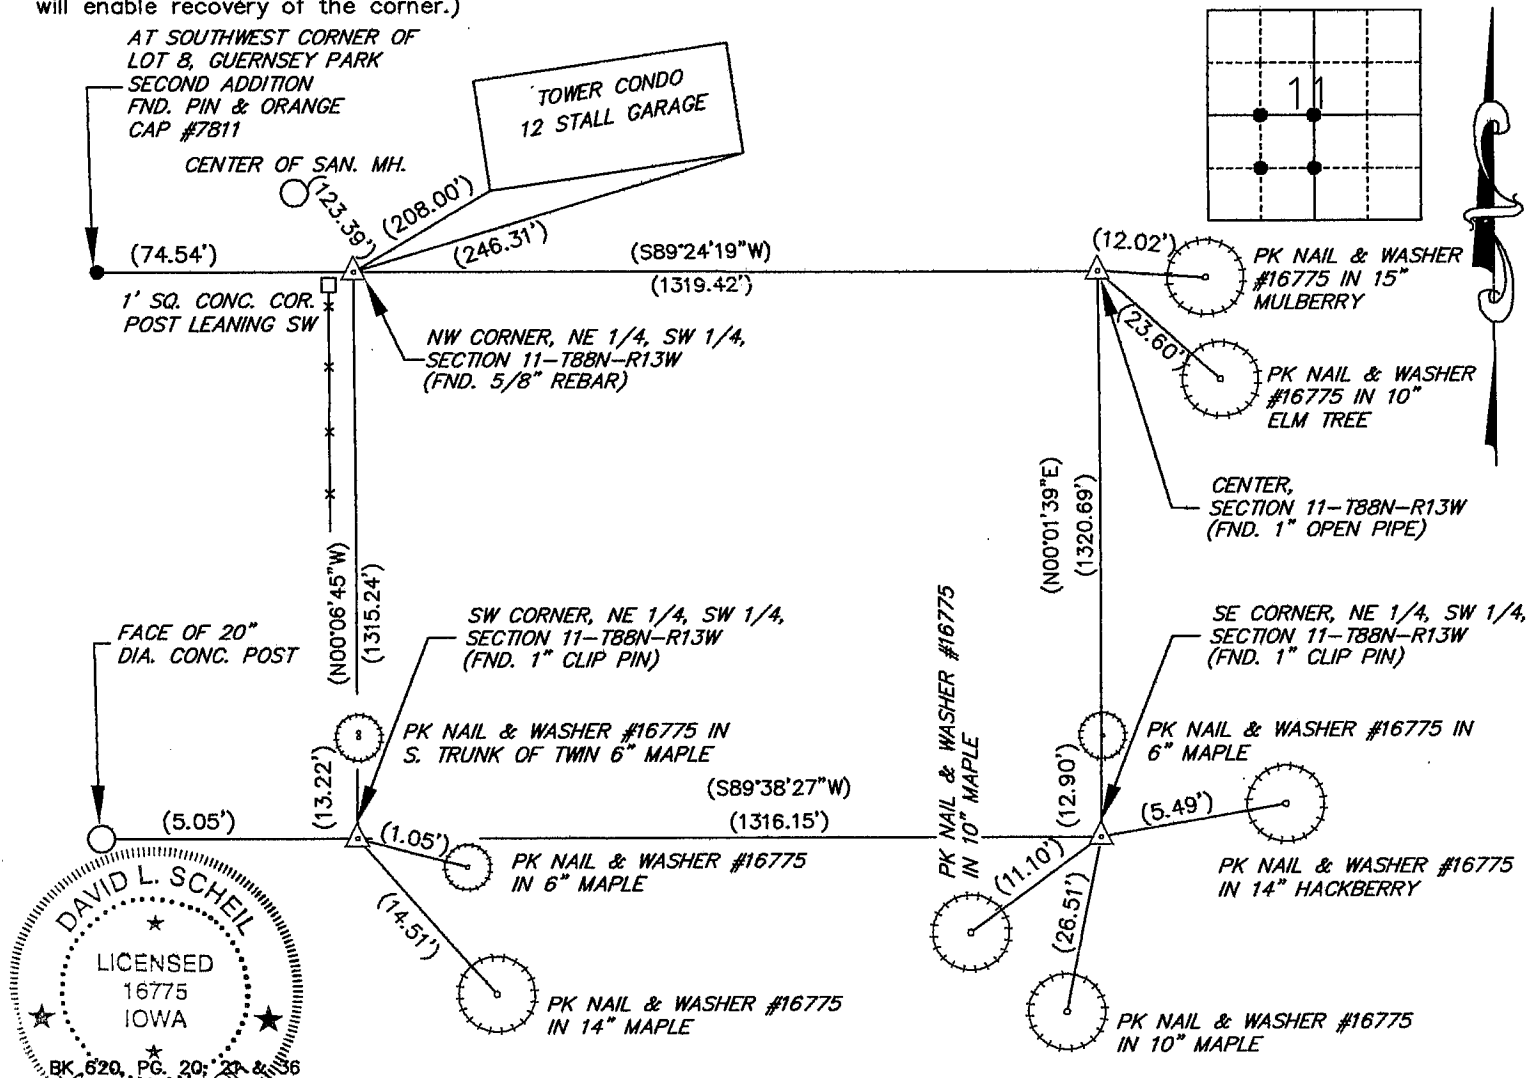 will enable recovery of the corner.)
AT SOUTHWEST CORNER OF
LOT 8, GUERNSEY PARK
SECOND ADDITION
FND. PIN & ORANGE
CAP #7811
TOWER CONDO
12 STALL GARAGE
11
CENTER OF SAN. MH.
(123.39')
(208.00')
(246.31')
(74.54')
(S89°24'19"W)
(1319.42')
(12.02')
PK NAIL & WASHER
#16775 IN 15"
MULBERRY
1' SQ. CONC. COR.
POST LEANING SW
NW CORNER, NE 1/4, SW 1/4,
SECTION 11-T88N-R13W
(FND. 5/8" REBAR)
(23.60')
PK NAIL & WASHER
#16775 IN 10"
ELM TREE
CENTER,
SECTION 11-T88N-R13W
(FND. 1" OPEN PIPE)
(N00°06'45"W)
(1315.24')
(N00°01'39"E)
(1320.69')
FACE OF 20"
DIA. CONC. POST
SW CORNER, NE 1/4, SW 1/4,
SECTION 11-T88N-R13W
(FND. 1" CLIP PIN)
SE CORNER, NE 1/4, SW 1/4,
SECTION 11-T88N-R13W
(FND. 1" CLIP PIN)
PK NAIL & WASHER #16775 IN
S. TRUNK OF TWIN 6" MAPLE
PK NAIL & WASHER #16775
IN 10" MAPLE
PK NAIL & WASHER #16775 IN
6" MAPLE
(13.22')
(12.90')
(5.05')
(1.05')
(S89°38'27"W)
(1316.15')
(5.49')
PK NAIL & WASHER #16775
IN 6" MAPLE
(11.10')
PK NAIL & WASHER #16775
IN 14" HACKBERRY
(14.51')
(26.51')
PK NAIL & WASHER #16775
IN 14" MAPLE
PK NAIL & WASHER #16775
IN 10" MAPLE
DAVID L. SCHEIL
LICENSED
16775
IOWA
BK 620, PG. 20, 21 & 36